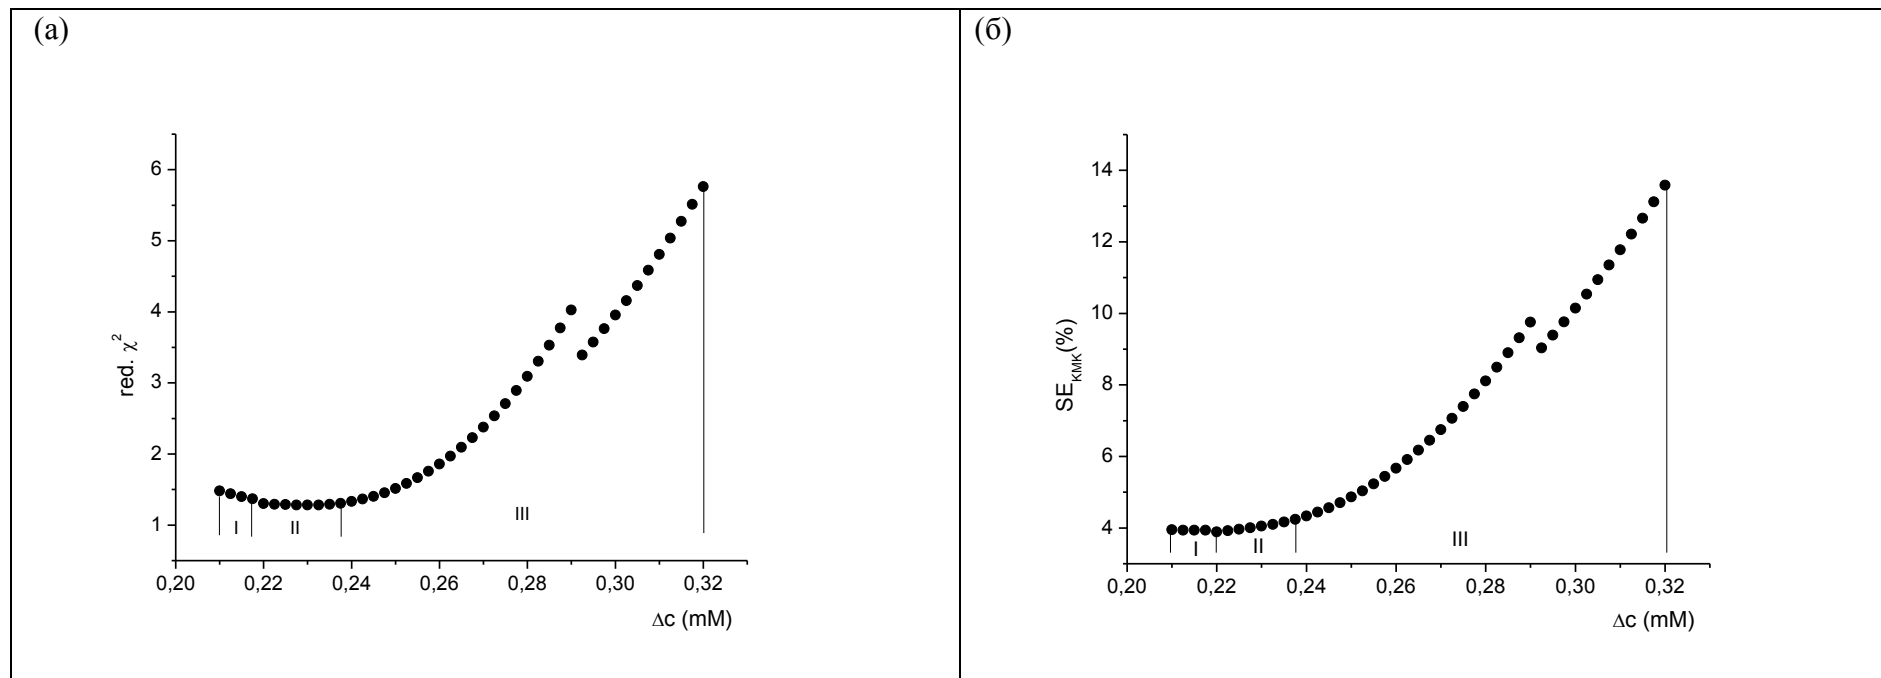 (а)
6
5
4
3
2
1
red. χ²
I
II
III
0,20
0,22
0,24
0,26
0,28
0,30
0,32
Δc (mM)
(б)
14
12
10
8
6
4
SE_KMK(%)
I
II
III
0,20
0,22
0,24
0,26
0,28
0,30
0,32
Δc (mM)